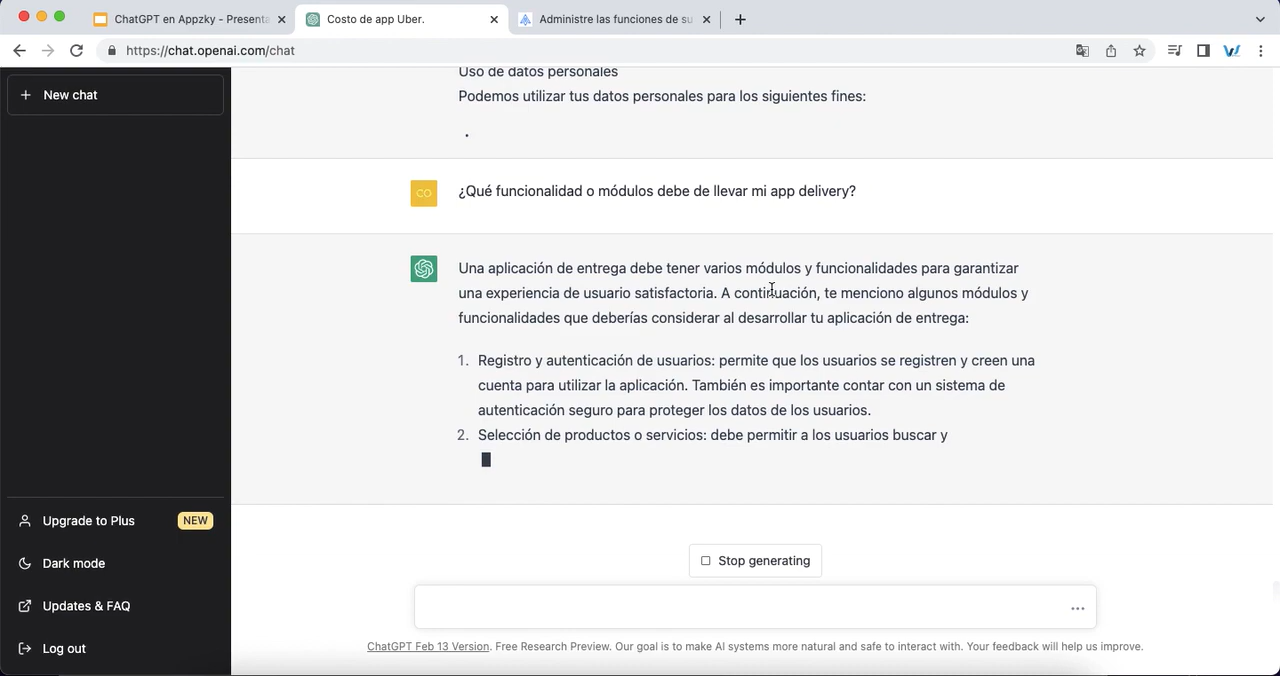 ChatGPT en Appzky - Presenta
Costo de app Uber.
Administre las funciones de su
https://chat.openai.com/chat
New chat
Uso de datos personales
Podemos utilizar tus datos personales para los siguientes fines:
CO
¿Qué funcionalidad o módulos debe de llevar mi app delivery?
Una aplicación de entrega debe tener varios módulos y funcionalidades para garantizar
una experiencia de usuario satisfactoria. A continuación, te menciono algunos módulos y
funcionalidades que deberías considerar al desarrollar tu aplicación de entrega:
1. Registro y autenticación de usuarios: permite que los usuarios se registren y creen una
cuenta para utilizar la aplicación. También es importante contar con un sistema de
autenticación seguro para proteger los datos de los usuarios.
2. Selección de productos o servicios: debe permitir a los usuarios buscar y
Upgrade to Plus NEW
Dark mode
Updates & FAQ
Log out
Stop generating
ChatGPT Feb 13 Version. Free Research Preview. Our goal is to make AI systems more natural and safe to interact with. Your feedback will help us improve.